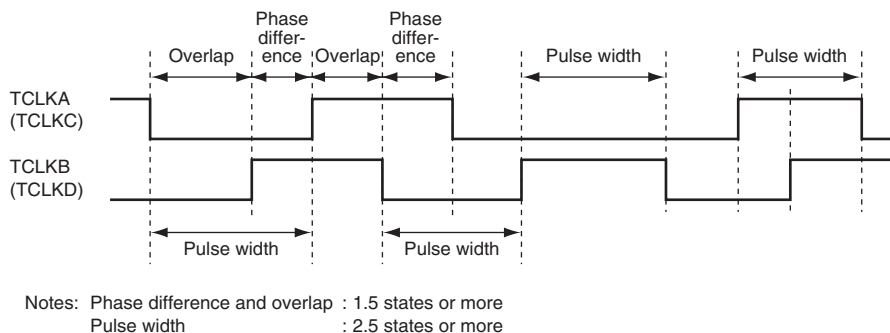 Phase
differ-
ence
Phase
differ-
ence
Overlap
Overlap
Pulse width
Pulse width
TCLKA
(TCLKC)
TCLKB
(TCLKD)
Pulse width
Pulse width
Notes: Phase difference and overlap : 1.5 states or more
Pulse width : 2.5 states or more